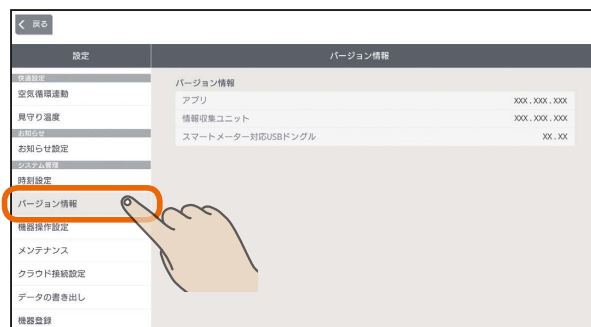 戻る
設定
バージョン情報
快適設定
空気循環連動
見守り温度
お知らせ
お知らせ設定
システム管理
時刻設定
バージョン情報
機器操作設定
メンテナンス
クラウド接続設定
データの書き出し
機器登録
バージョン情報
アプリ XXX.XXX.XXX
情報収集ユニット XXX.XXX.XXX
スマートメーター対応USBドングル XX.XX